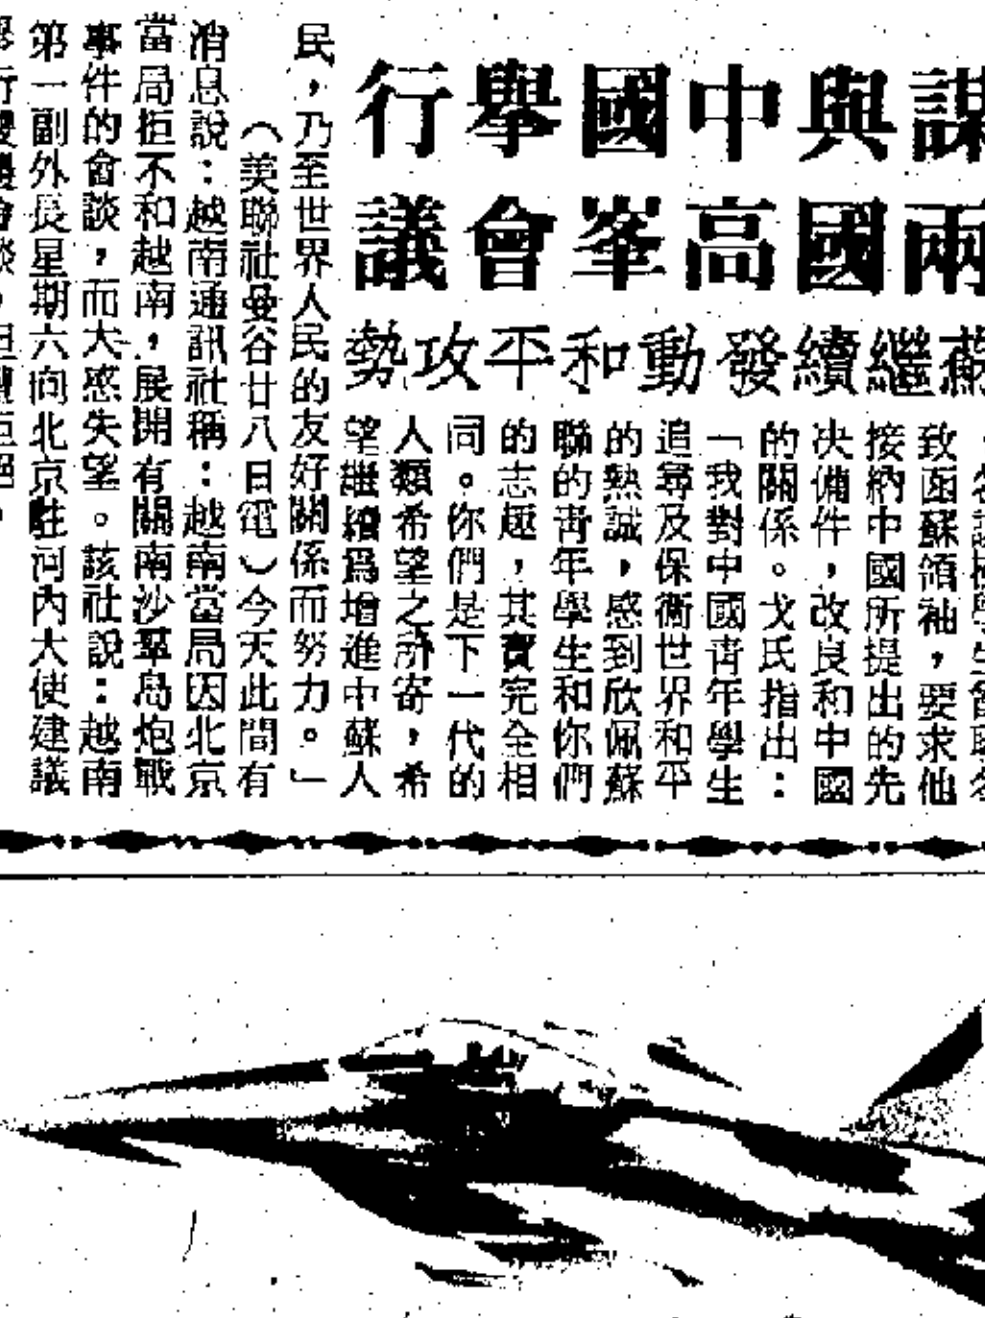 謀與中國舉行
兩國高峯會議
蘇繼續發動和平攻勢
致函蘇領袖，要求他
接納中國所提出的先
决備件，改良和中國
的關係。戈氏指出：
「我對中國青年學生
追尋及保衞世界和平
的熱誠，感到欣佩蘇
聯的青年學生和你們
的志趣，其實完全相
同。你們是下一代的
人類希望之所寄，希
望繼續爲增進中蘇人
民，乃至世界人民的友好關係而努力。」
（美聯社曼谷廿八日電）今天此間有
消息說：越南通訊社稱：越南當局因北京
當局拒不和越南，展開有關南沙羣島炮戰
事件的會談，而大感失望。該社說：越南
第一副外長星期六向北京駐河內大使建議